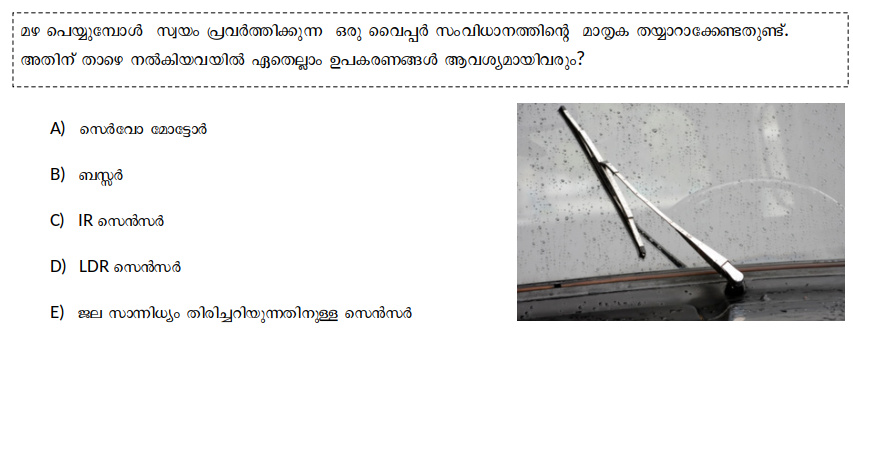 മഴ പെയ്യുമ്പോൾ സ്വയം പ്രവർത്തിക്കുന്ന ഒരു വൈപ്പർ സംവിധാനത്തിന്റെ മാതൃക തയ്യാറാക്കേണ്ടതുണ്ട്.
അതിന് താഴെ നൽകിയവയിൽ ഏതെല്ലാം ഉപകരണങ്ങൾ ആവശ്യമായിവരും?
A) സെർവോ മോട്ടോർ
B) ബസ്സർ
C) IR സെൻസർ
D) LDR സെൻസർ
E) ജല സാന്നിധ്യം തിരിച്ചറിയുന്നതിനുള്ള സെൻസർ